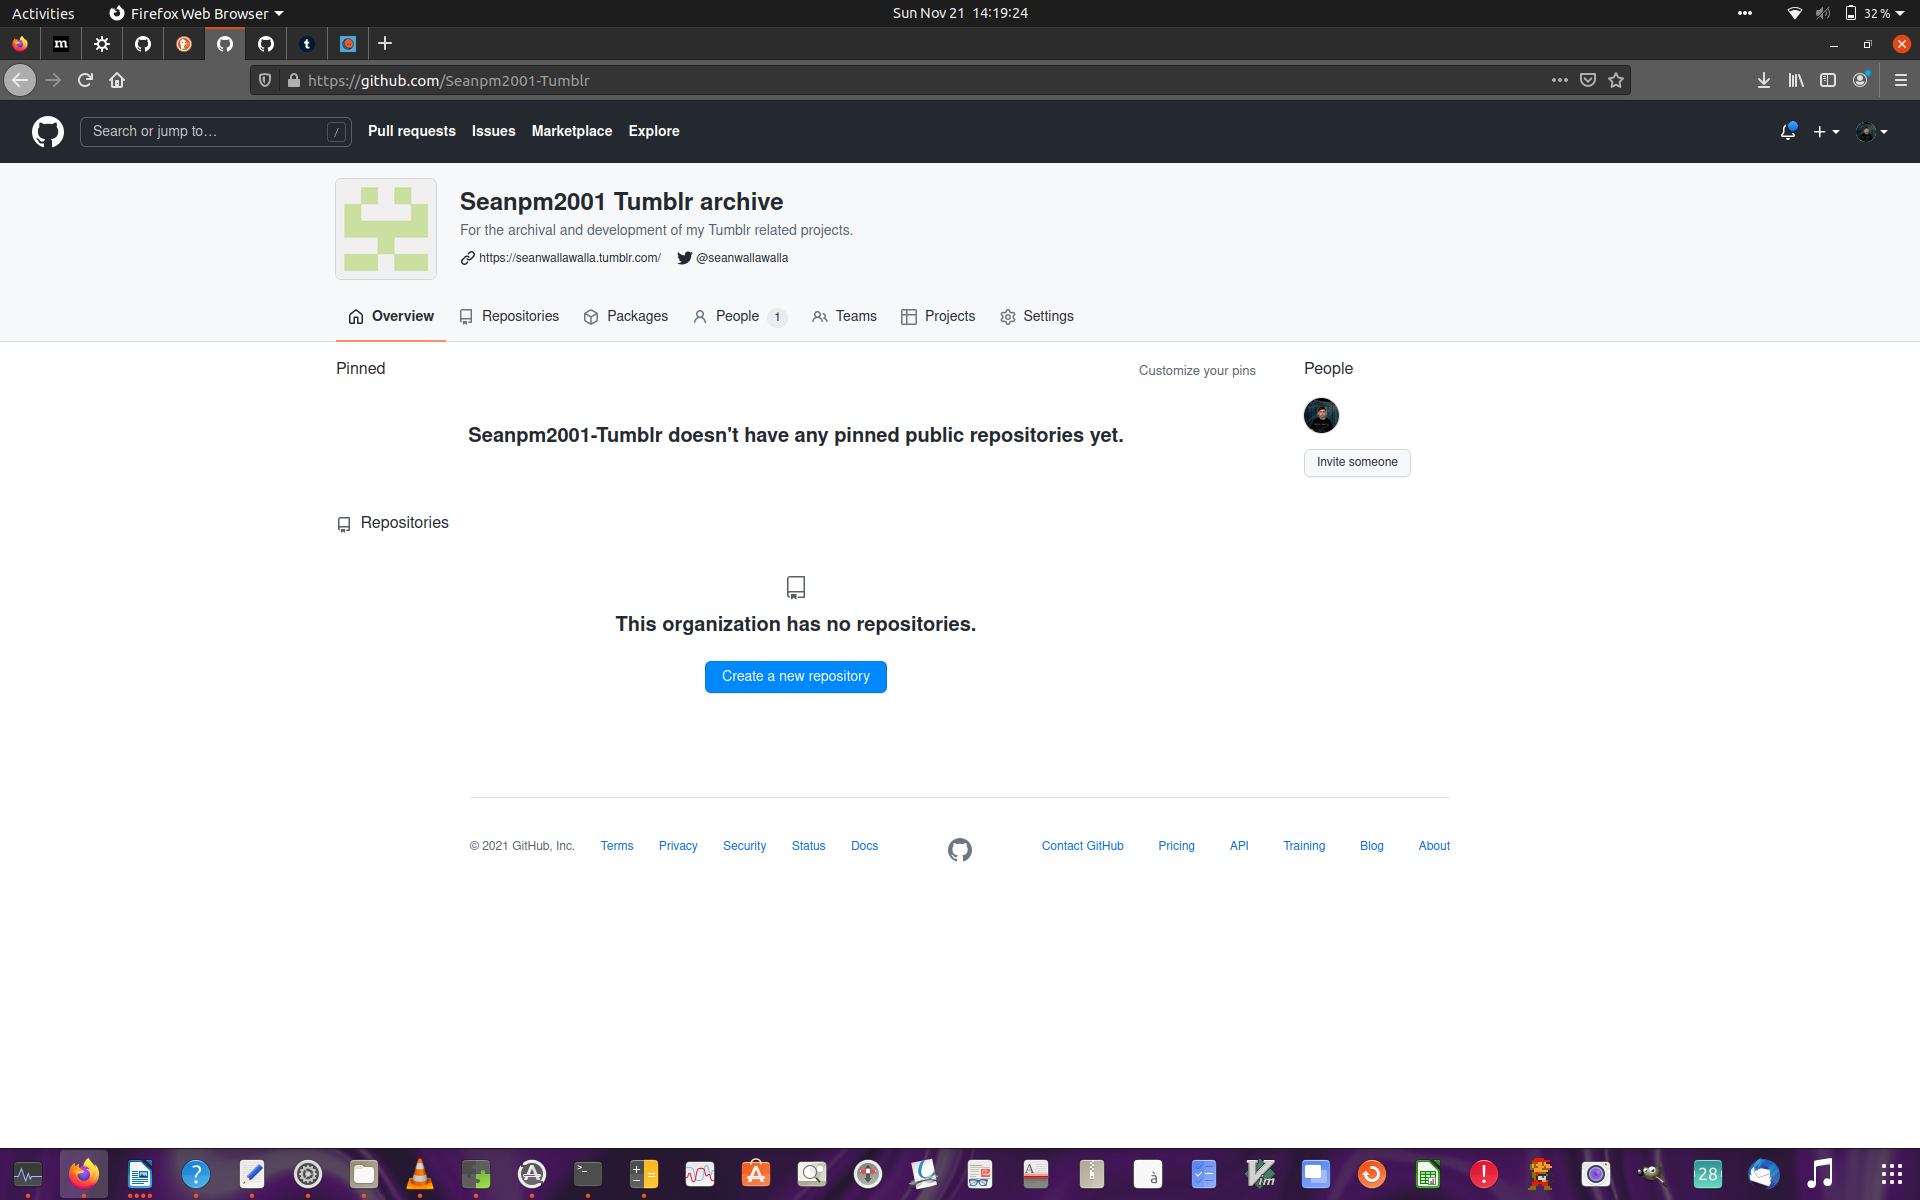 Activities Firefox Web Browser Sun Nov 21 14:19:24 32 %
m t
https://github.com/Seanpm2001-Tumblr
Search or jump to… / Pull requests Issues Marketplace Explore
Seanpm2001 Tumblr archive
For the archival and development of my Tumblr related projects.
https://seanwallawalla.tumblr.com/ @seanwallawalla
Overview Repositories Packages People 1 Teams Projects Settings
Pinned Customize your pins People
Seanpm2001-Tumblr doesn't have any pinned public repositories yet.
Invite someone
Repositories
This organization has no repositories.
Create a new repository
© 2021 GitHub, Inc. Terms Privacy Security Status Docs Contact GitHub Pricing API Training Blog About
? >_ A à Vim ! 28